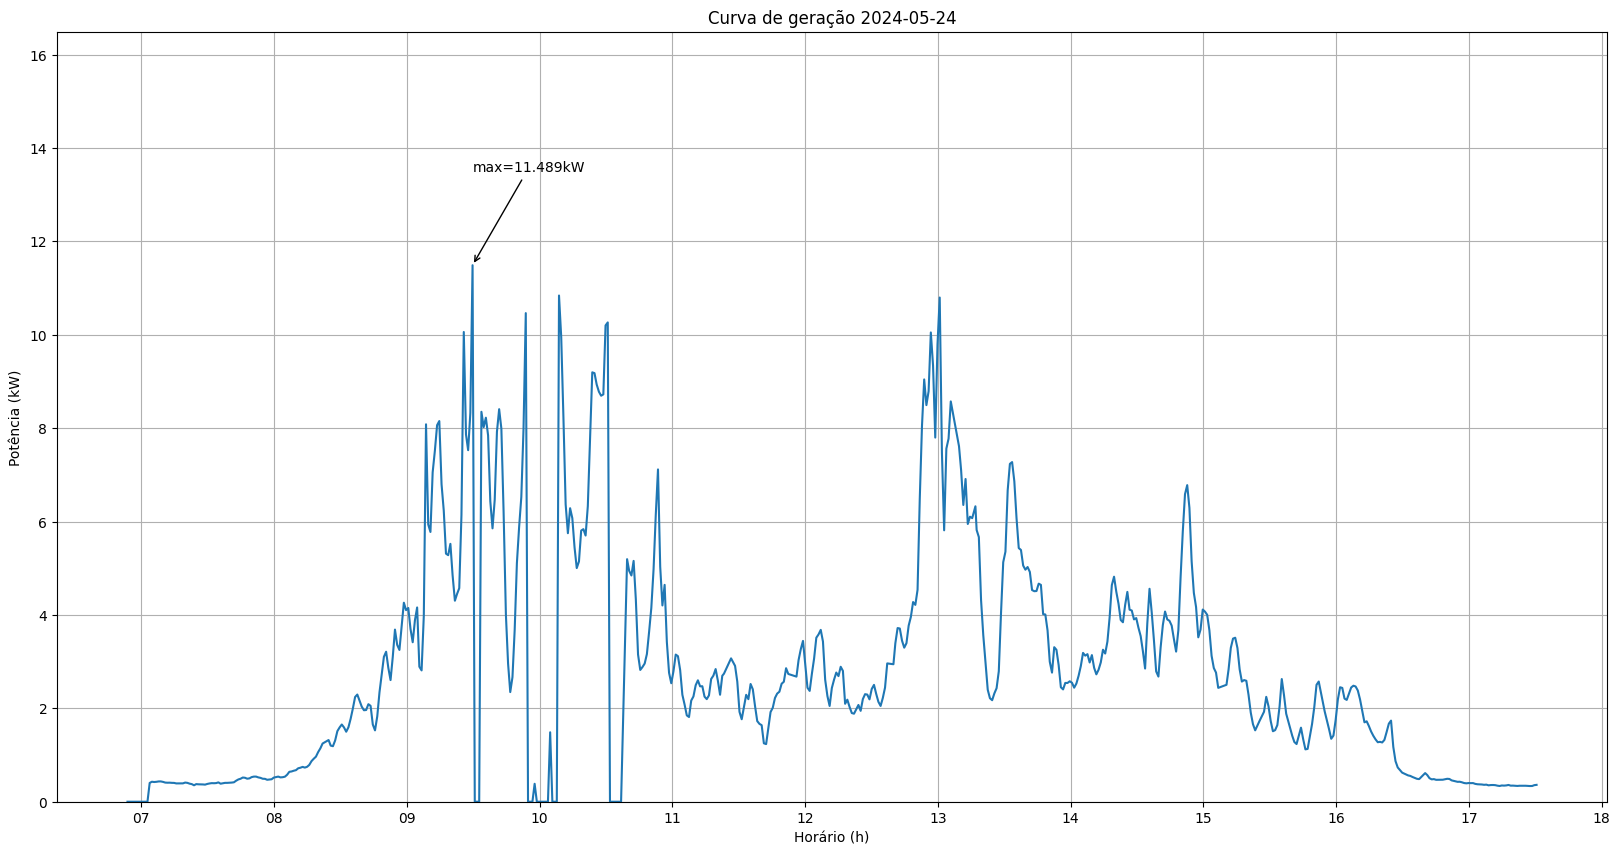 Curva de geração 2024-05-24
16
14
12
10
8
6
4
2
0
Potência (kW)
max=11.489kW
07 08 09 10 11 12 13 14 15 16 17 18
Horário (h)